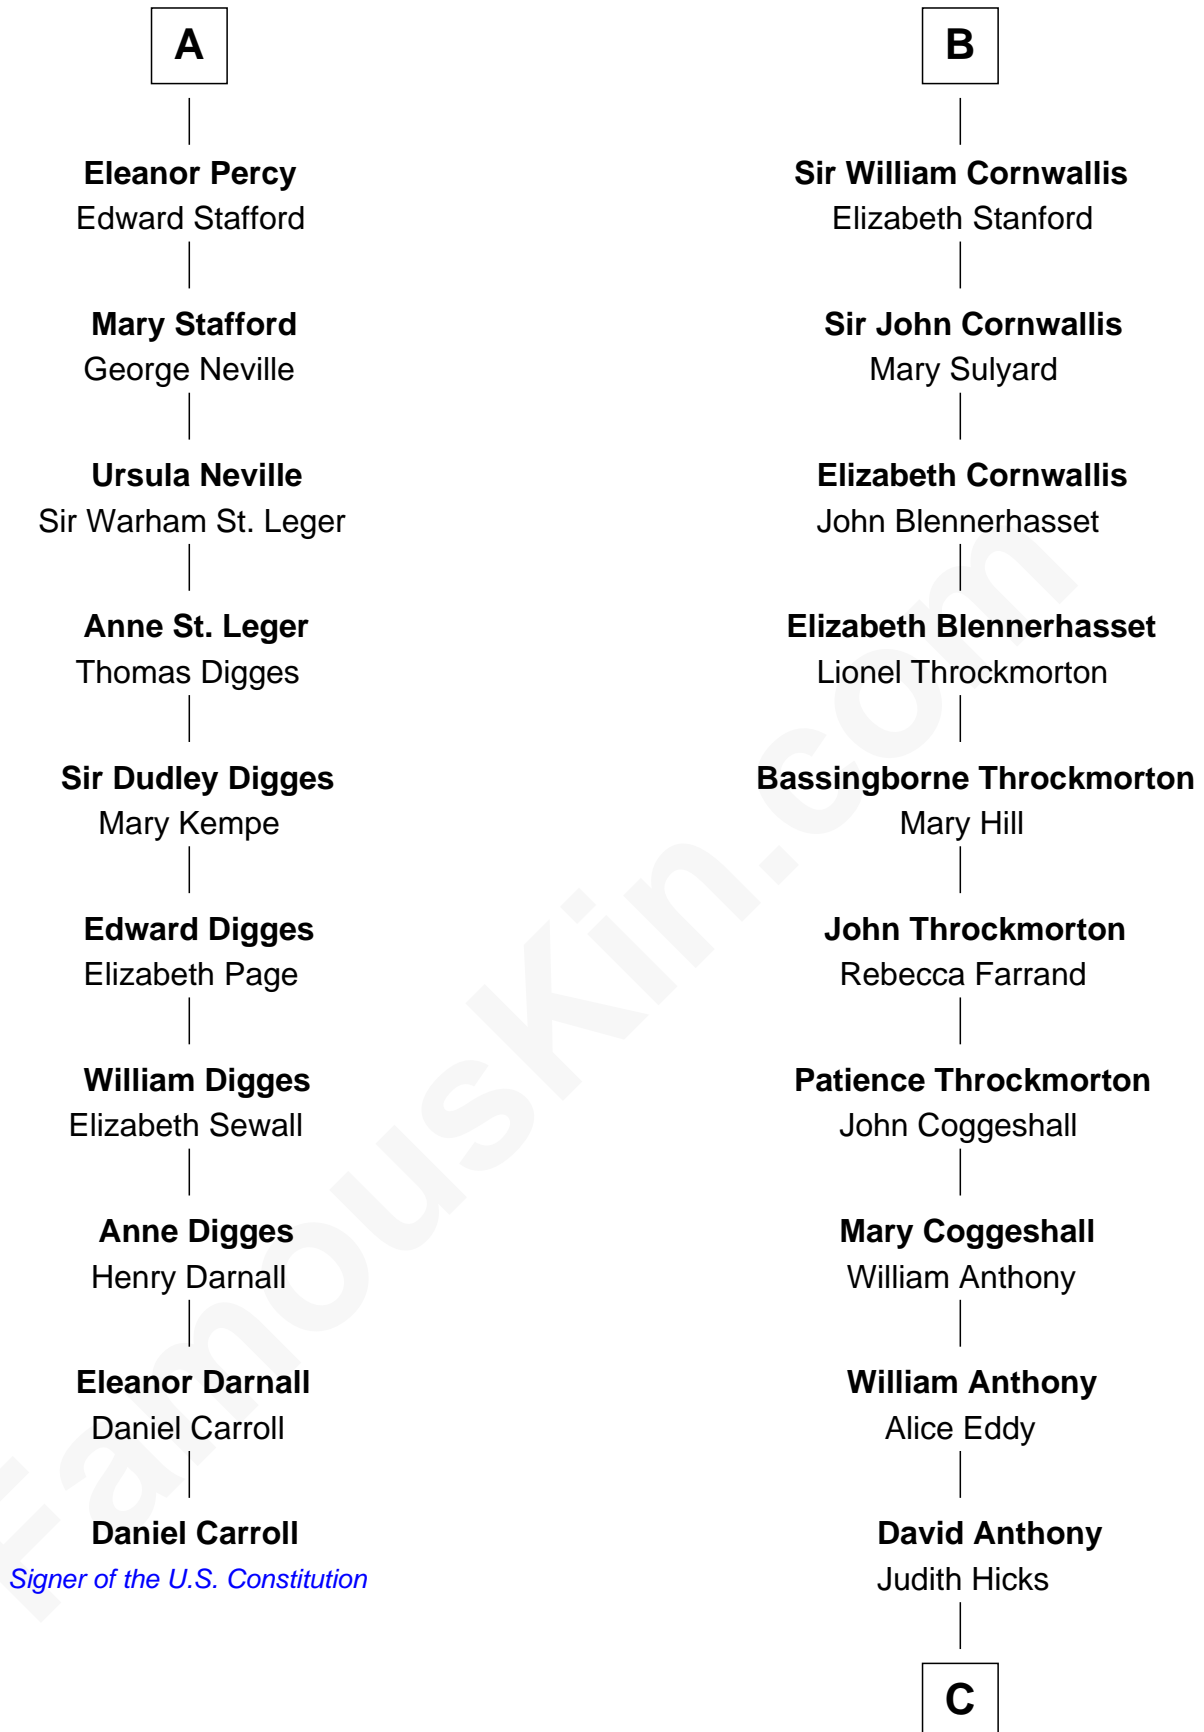 A
Eleanor Percy
Edward Stafford
Mary Stafford
George Neville
Ursula Neville
Sir Warham St. Leger
Anne St. Leger
Thomas Digges
Sir Dudley Digges
Mary Kempe
Edward Digges
Elizabeth Page
William Digges
Elizabeth Sewall
Anne Digges
Henry Darnall
Eleanor Darnall
Daniel Carroll
Daniel Carroll
Signer of the U.S. Constitution
B
Sir William Cornwallis
Elizabeth Stanford
Sir John Cornwallis
Mary Sulyard
Elizabeth Cornwallis
John Blennerhasset
Elizabeth Blennerhasset
Lionel Throckmorton
Bassingborne Throckmorton
Mary Hill
John Throckmorton
Rebecca Farrand
Patience Throckmorton
John Coggeshall
Mary Coggeshall
William Anthony
William Anthony
Alice Eddy
David Anthony
Judith Hicks
C
FamousKin.com